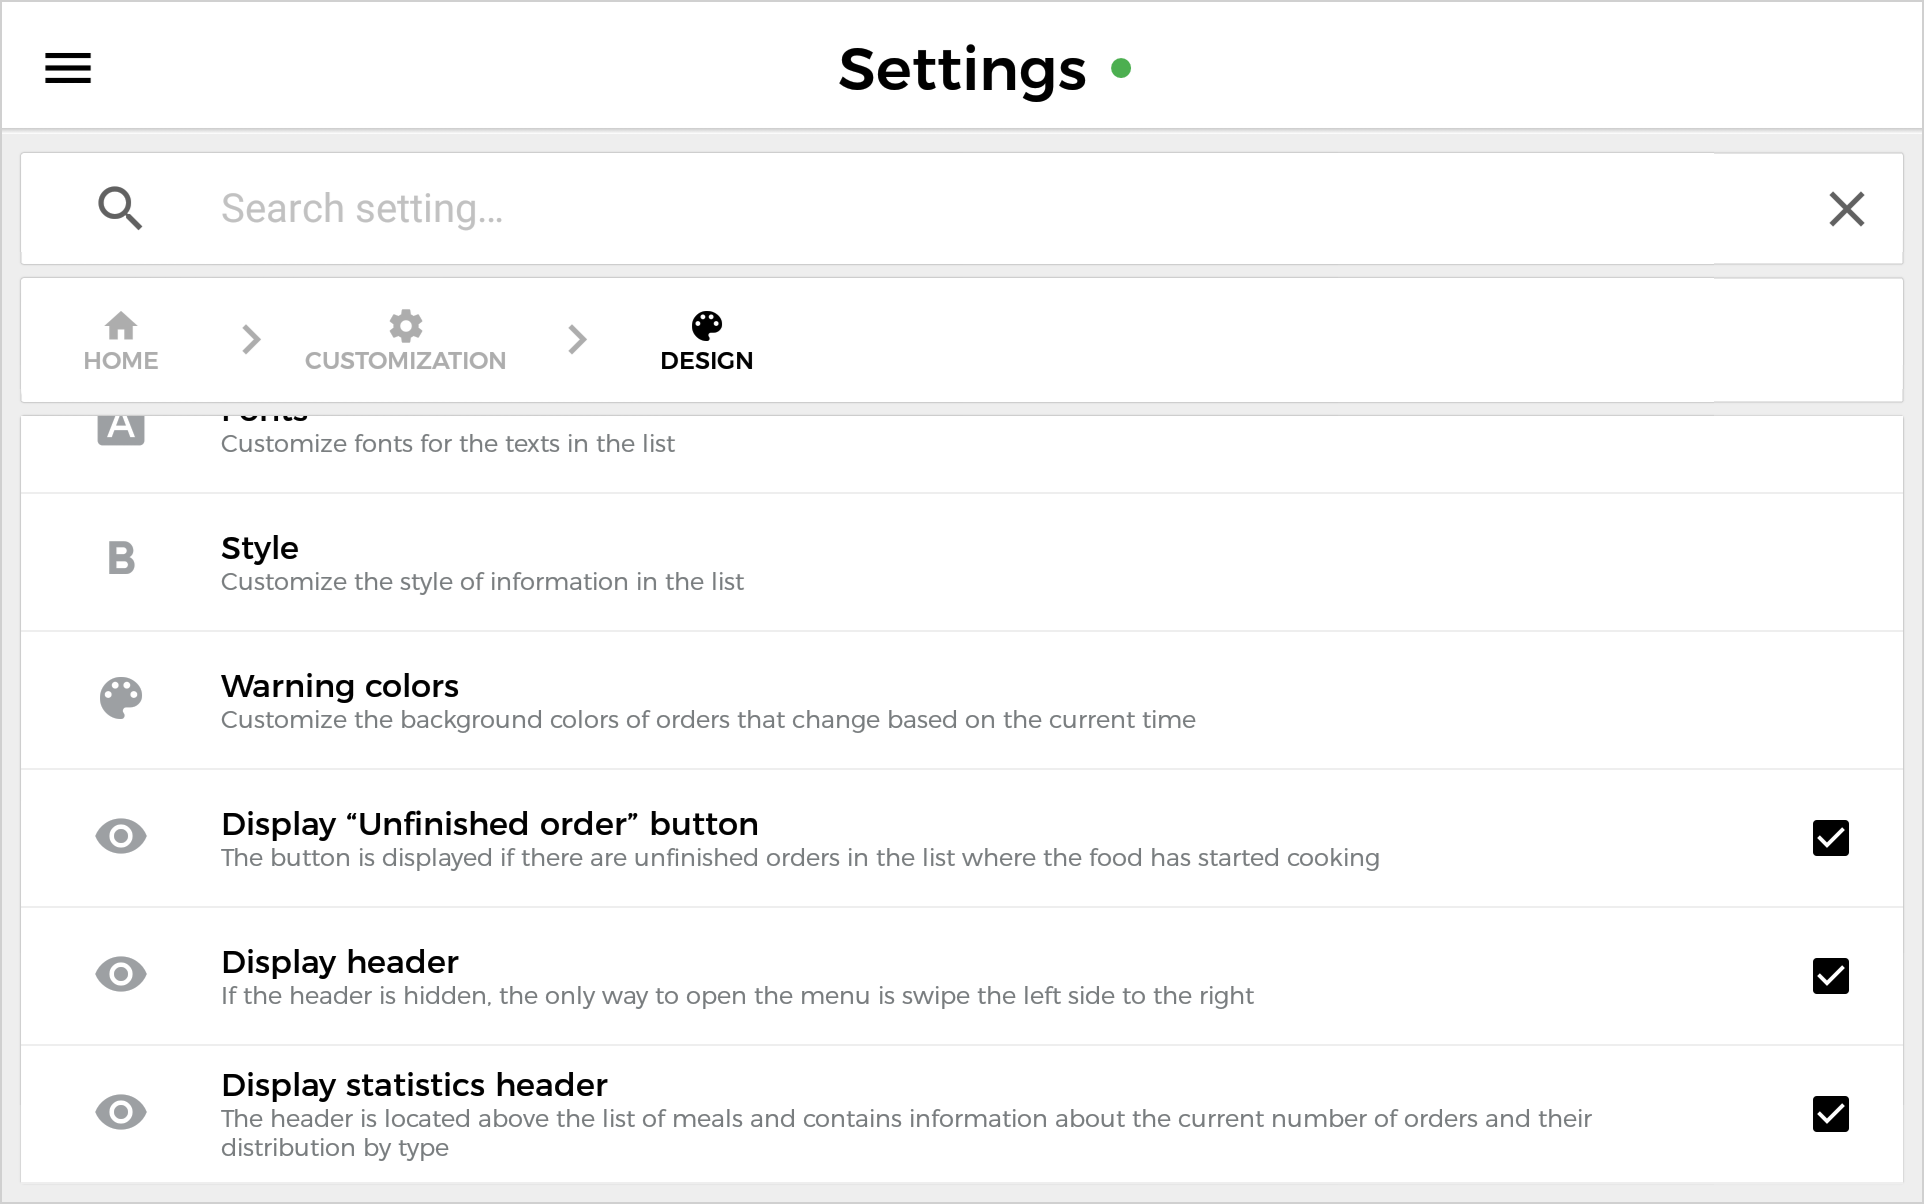 Settings
Search setting...
HOME
CUSTOMIZATION
DESIGN
Fonts
Customize fonts for the texts in the list
Style
Customize the style of information in the list
Warning colors
Customize the background colors of orders that change based on the current time
Display “Unfinished order” button
The button is displayed if there are unfinished orders in the list where the food has started cooking
Display header
If the header is hidden, the only way to open the menu is swipe the left side to the right
Display statistics header
The header is located above the list of meals and contains information about the current number of orders and their
distribution by type